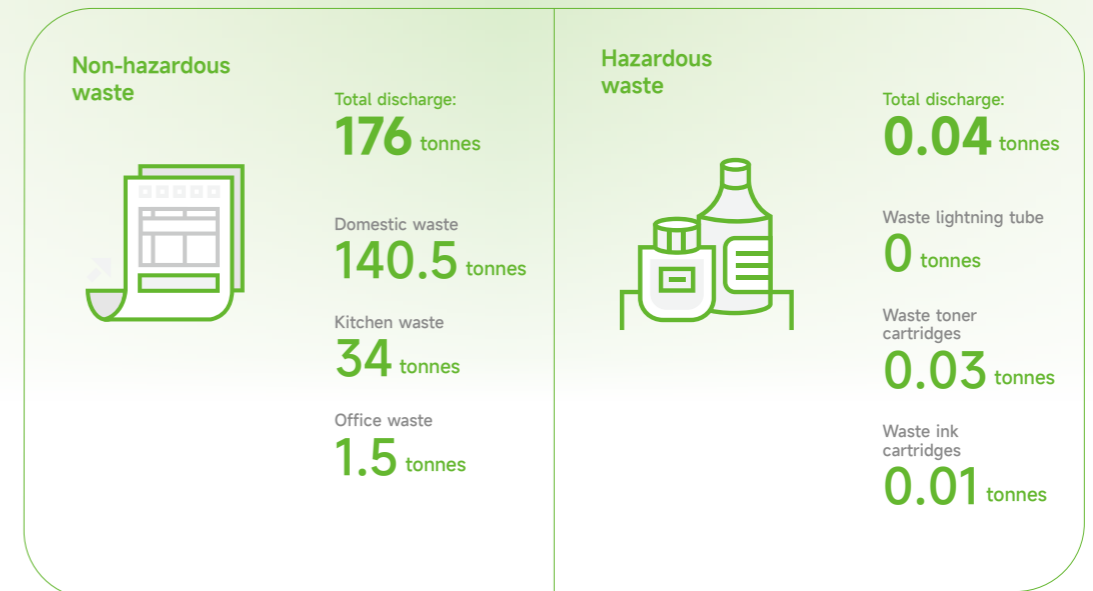 Non-hazardous
waste
Total discharge:
176 tonnes
Domestic waste
140.5 tonnes
Kitchen waste
34 tonnes
Office waste
1.5 tonnes
Hazardous
waste
Total discharge:
0.04 tonnes
Waste lightning tube
0 tonnes
Waste toner
cartridges
0.03 tonnes
Waste ink
cartridges
0.01 tonnes